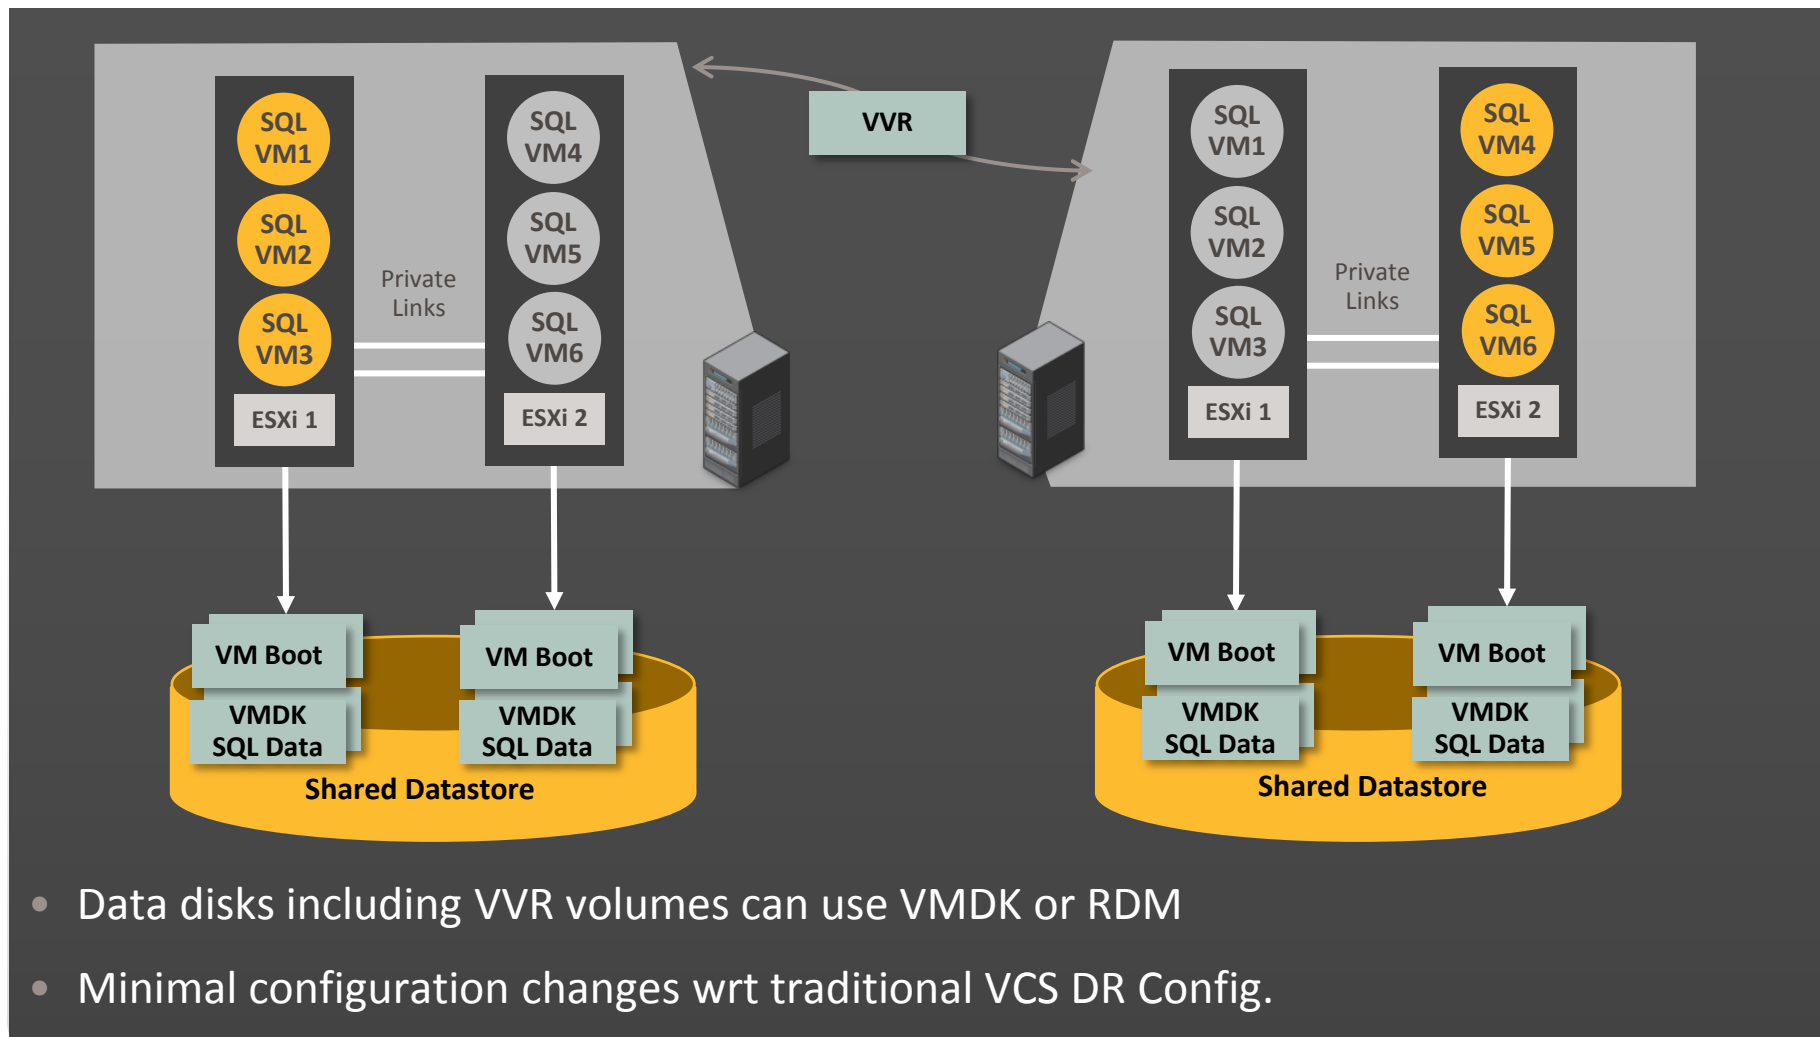 SQL
VM1
SQL
VM2
SQL
VM3
ESXi 1
Private
Links
SQL
VM4
SQL
VM5
SQL
VM6
ESXi 2
VVR
SQL
VM1
SQL
VM2
SQL
VM3
ESXi 1
Private
Links
SQL
VM4
SQL
VM5
SQL
VM6
ESXi 2
VM Boot
VMDK
SQL Data
VM Boot
VMDK
SQL Data
Shared Datastore
VM Boot
VMDK
SQL Data
VM Boot
VMDK
SQL Data
Shared Datastore
• Data disks including VVR volumes can use VMDK or RDM
• Minimal configuration changes wrt traditional VCS DR Config.